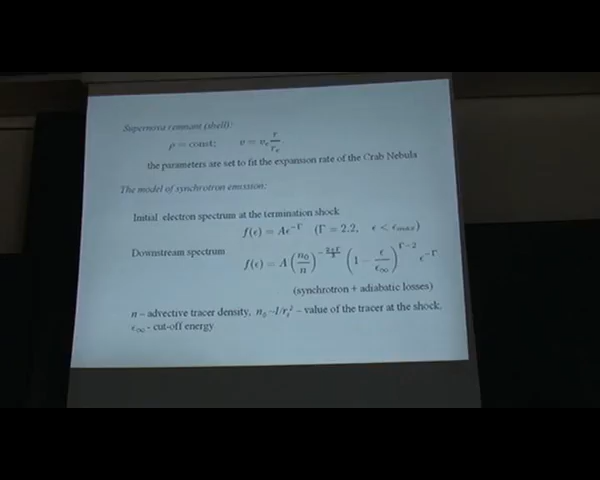 Supernova remnant (shell):
ρ = const; v = v_e r/r_e
the parameters are set to fit the expansion rate of the Crab Nebula
The model of synchrotron emission:
Initial electron spectrum at the termination shock
f(ϵ) = Aϵ^{−Γ} (Γ = 2.2, ϵ < ϵ_{max})
Downstream spectrum
f(ϵ) = A (n_0/n)^{−(2+Γ)/3} (1 − ϵ/ϵ_∞)^{Γ−2} ϵ^{−Γ}
(synchrotron + adiabatic losses)
n – advective tracer density, n_0 ~1/r_s^2 – value of the tracer at the shock.
ϵ_∞ - cut-off energy